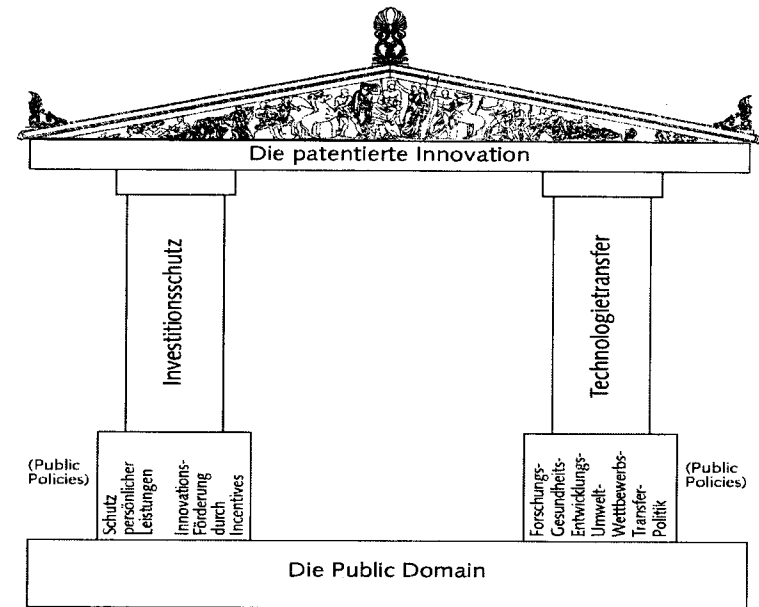 Die patentierte Innovation
Investitionsschutz
Technologietransfer
(Public
Policies)
Schutz
persönlicher
Leistungen
Innovations-
Förderung
durch
Incentives
Forschungs-
Gesundheits-
Entwicklungs-
Umwelt-
Wettbewerbs-
Transfer-
Politik
(Public
Policies)
Die Public Domain